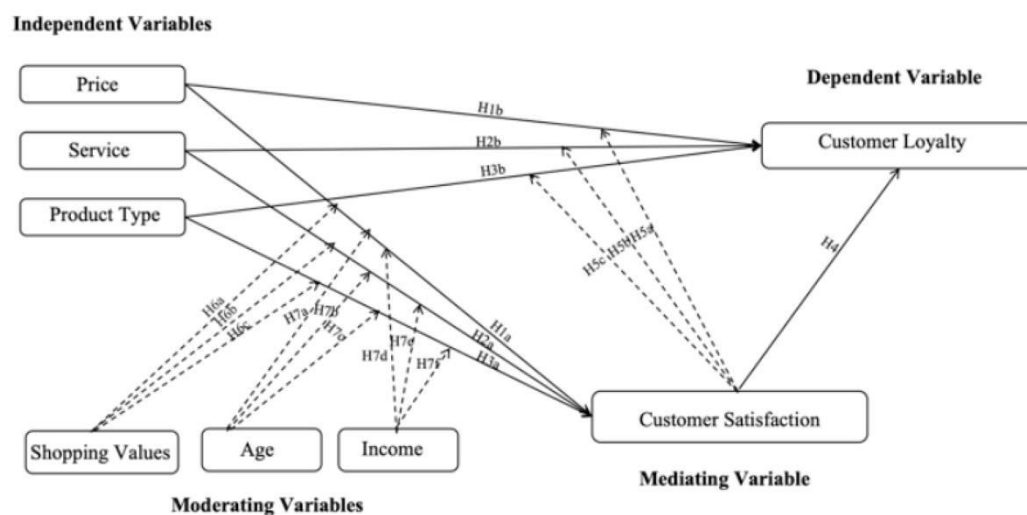 Independent Variables
Price
Dependent Variable
H1b
Service
H2b
Customer Loyalty
H3b
Product Type
H5c
H5b
H5a
H4
H6a
H6b
H6c
H7a
H7b
H7c
H7d
H7e
H7f
H1a
H2a
H3a
Shopping Values
Age
Income
Customer Satisfaction
Mediating Variable
Moderating Variables